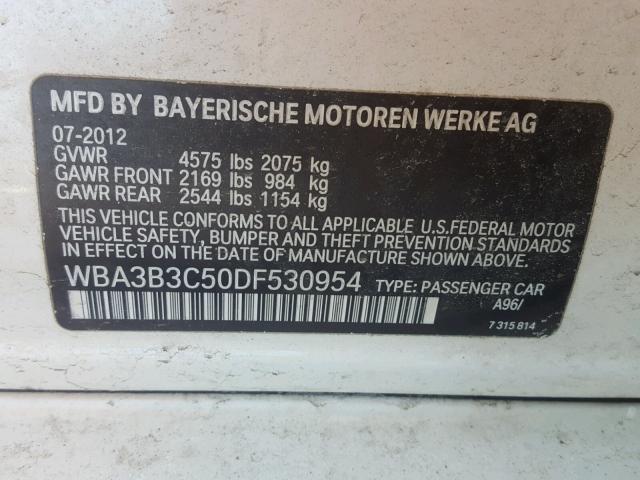 MFD BY BAYERISCHE MOTOREN WERKE AG
07-2012
GVWR 4575 lbs 2075 kg
GAWR FRONT 2169 lbs 984 kg
GAWR REAR 2544 lbs 1154 kg
THIS VEHICLE CONFORMS TO ALL APPLICABLE U.S.FEDERAL MOTOR
VEHICLE SAFETY, BUMPER AND THEFT PREVENTION STANDARDS
IN EFFECT ON THE DATE OF MANUFACTURE SHOWN ABOVE.
WBA3B3C50DF530954 TYPE: PASSENGER CAR
A96/
7 315 814